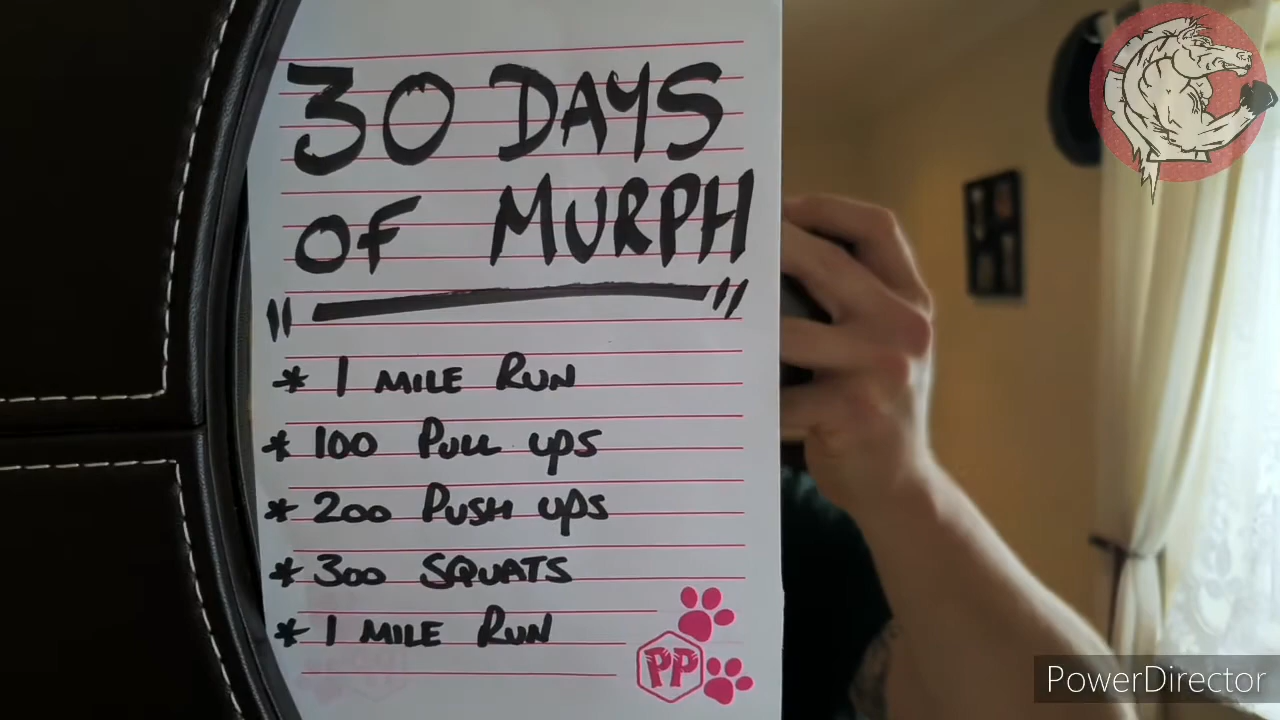 30 DAYS
OF MURPH
* 1 MILE RUN
* 100 PULL UPS
* 200 PUSH UPS
* 300 SQUATS
* 1 MILE RUN
PP
PowerDirector